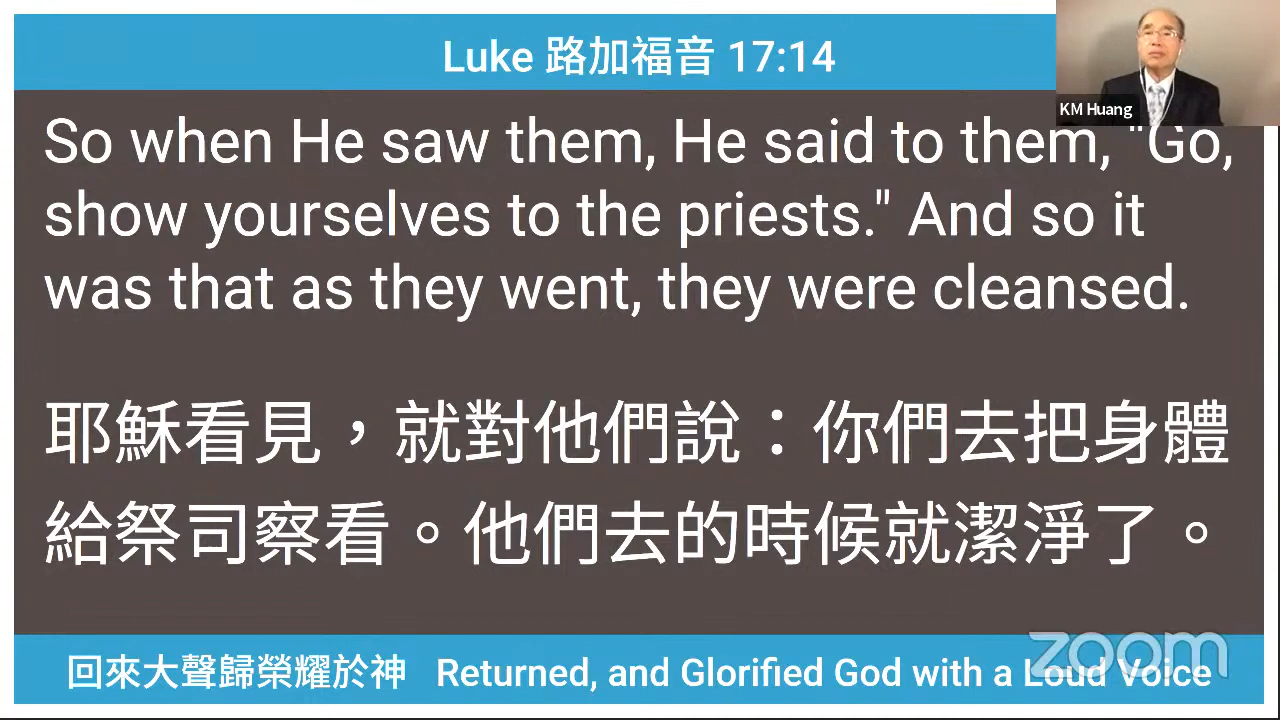 Luke 路加福音 17:14
KM Huang
So when He saw them, He said to them, "Go,
show yourselves to the priests." And so it
was that as they went, they were cleansed.
耶穌看見，就對他們說：你們去把身體
給祭司察看。他們去的時候就潔淨了。
zoom
回來大聲歸榮耀於神 Returned, and Glorified God with a Loud Voice